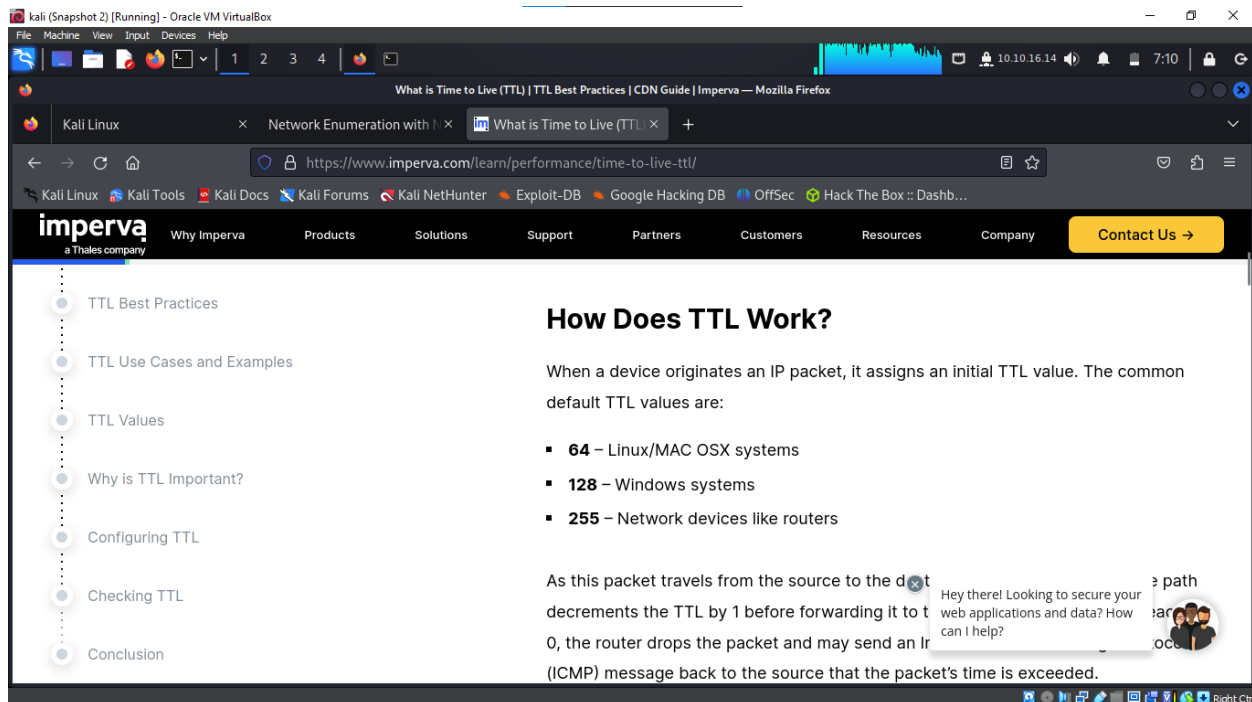 kali (Snapshot 2) [Running] - Oracle VM VirtualBox
File Machine View Input Devices Help
1 2 3 4 10.10.16.14 7:10
What is Time to Live (TTL) | TTL Best Practices | CDN Guide | Imperva — Mozilla Firefox
Kali Linux Network Enumeration with What is Time to Live (TTL)
https://www.imperva.com/learn/performance/time-to-live-ttl/
Kali Linux Kali Tools Kali Docs Kali Forums Kali NetHunter Exploit-DB Google Hacking DB OffSec Hack The Box :: Dashb...
imperva
a Thales company
Why Imperva Products Solutions Support Partners Customers Resources Company Contact Us →
TTL Best Practices
TTL Use Cases and Examples
TTL Values
Why is TTL Important?
Configuring TTL
Checking TTL
Conclusion
How Does TTL Work?
When a device originates an IP packet, it assigns an initial TTL value. The common
default TTL values are:
64 – Linux/MAC OSX systems
128 – Windows systems
255 – Network devices like routers
As this packet travels from the source to the path
decrements the TTL by 1 before forwarding it to
0, the router drops the packet and may send an
(ICMP) message back to the source that the packet's time is exceeded.
Hey there! Looking to secure your
web applications and data? How
can I help?
Right Ct